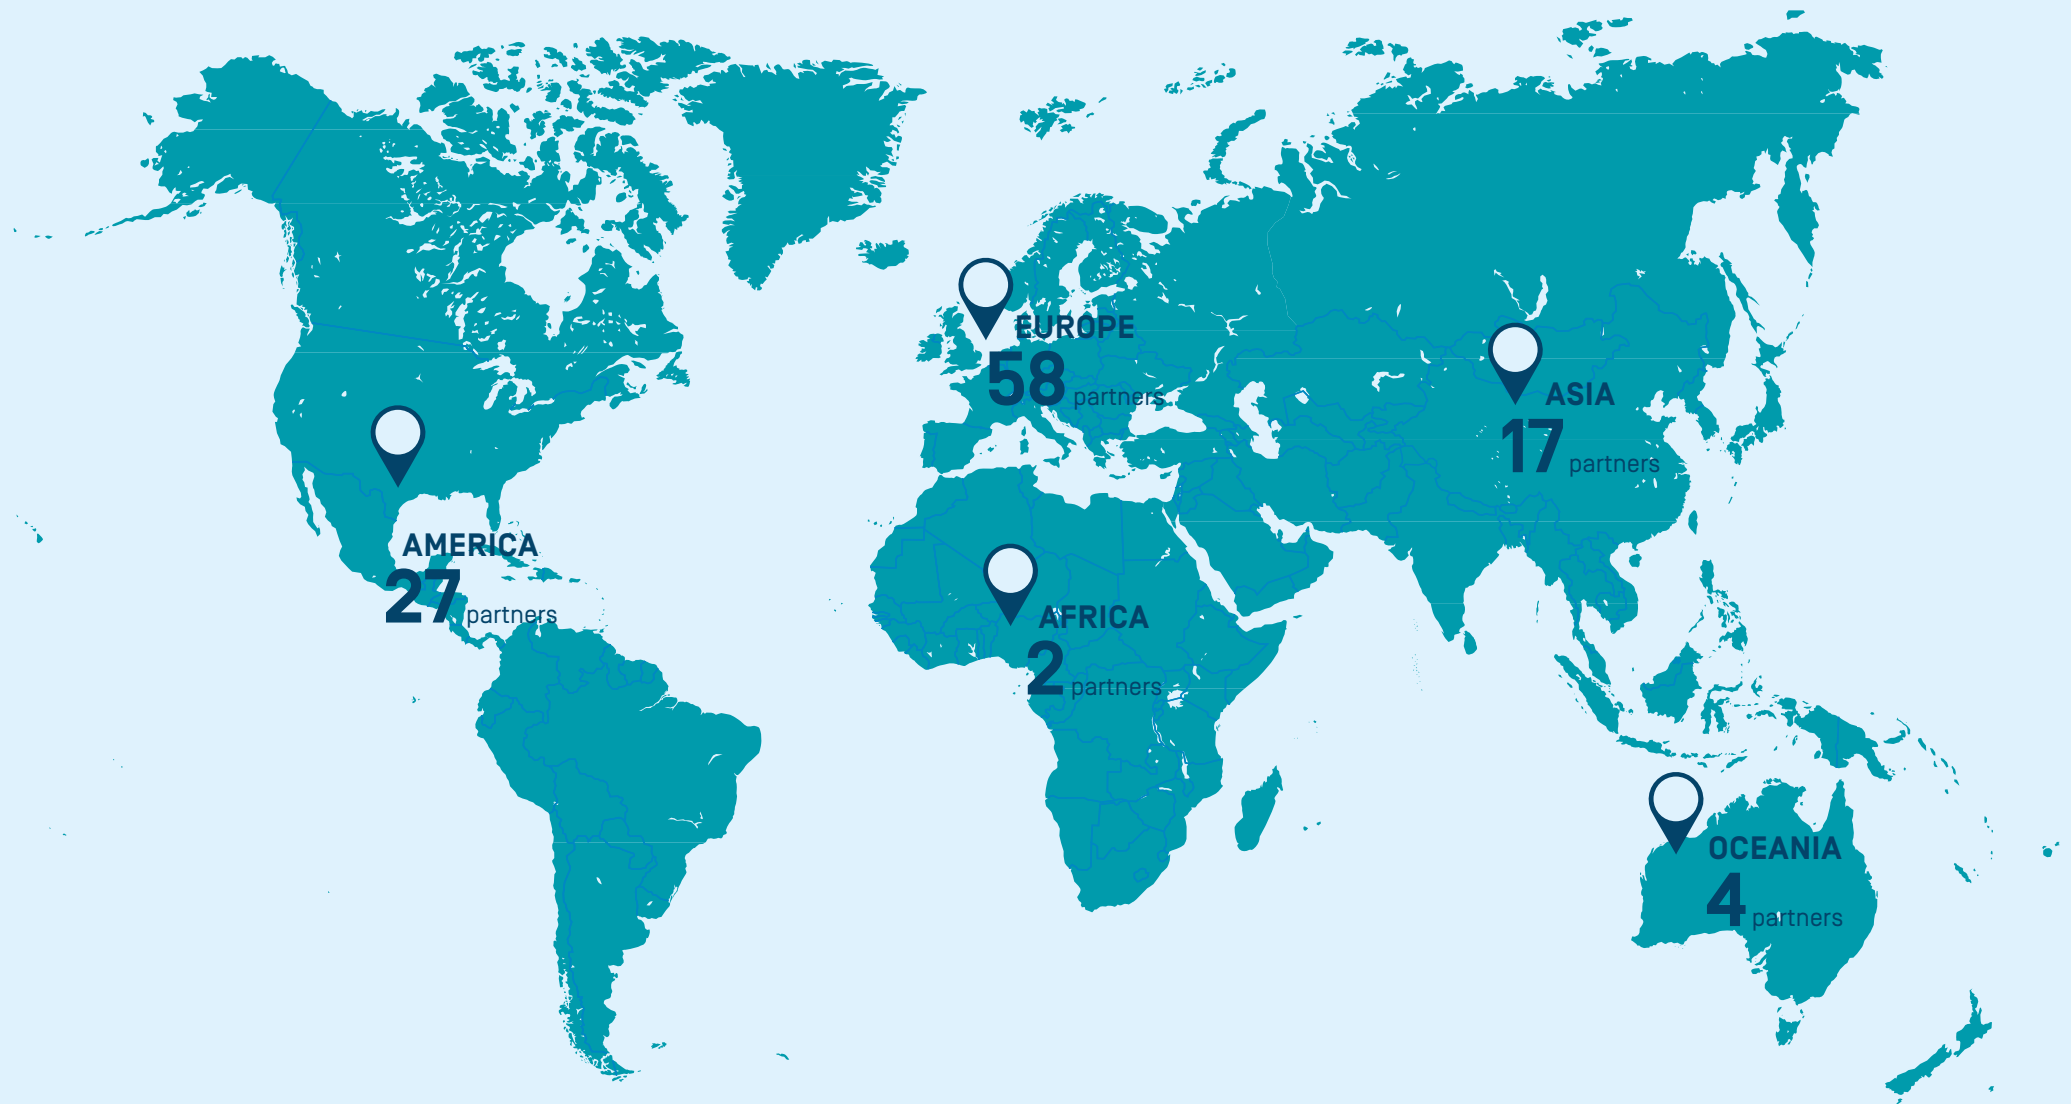 EUROPE
58 partners
ASIA
17 partners
AMERICA
27 partners
AFRICA
2 partners
OCEANIA
4 partners